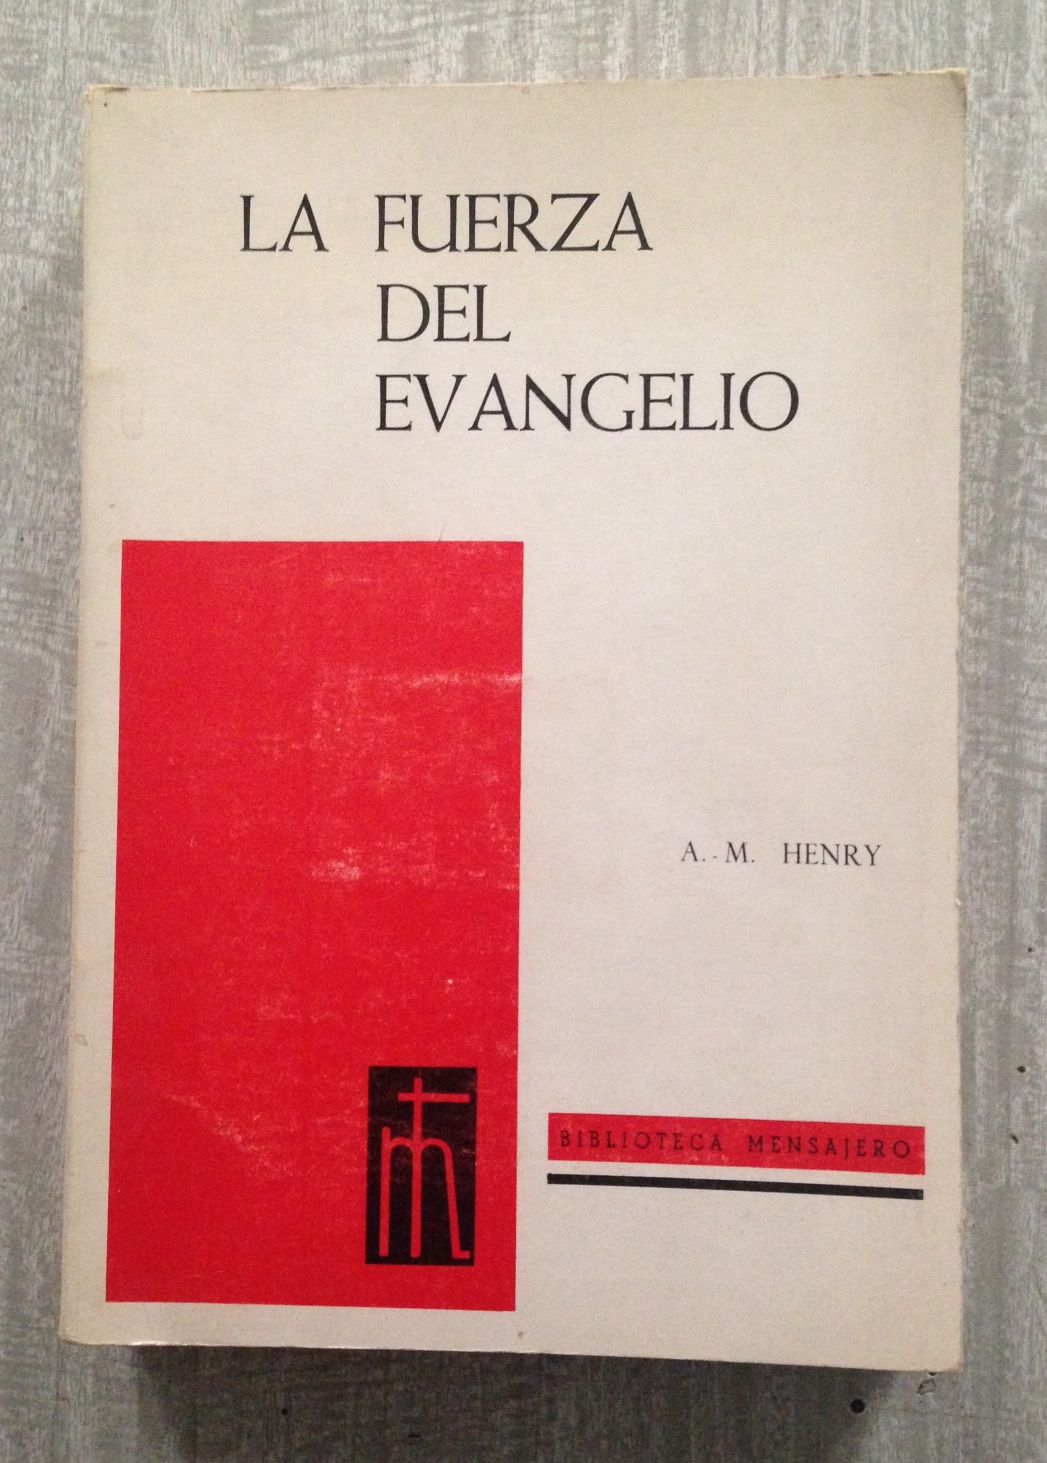 LA FUERZA
DEL
EVANGELIO
A.-M. HENRY
BIBLIOTECA MENSAJERO